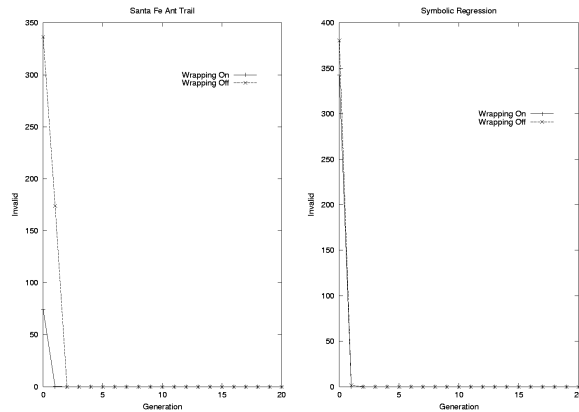 Santa Fe Ant Trail
350
300
250
200
150
100
50
0
0 5 10 15 20
Invalid
Generation
Wrapping On
Wrapping Off
Symbolic Regression
400
350
300
250
200
150
100
50
0
0 5 10 15 20
Invalid
Generation
Wrapping On
Wrapping Off